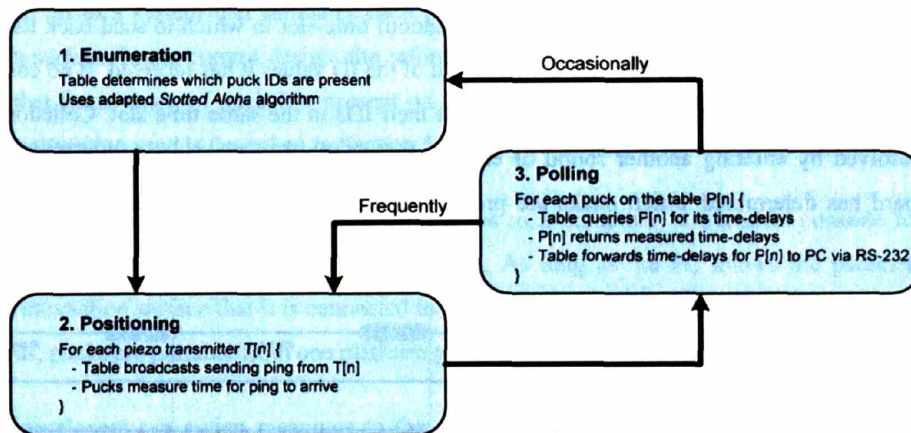 1. Enumeration
Table determines which puck IDs are present
Uses adapted Slotted Aloha algorithm
Occasionally
3. Polling
For each puck on the table P[n] {
- Table queries P[n] for its time-delays
- P[n] returns measured time-delays
- Table forwards time-delays for P[n] to PC via RS-232
}
Frequently
2. Positioning
For each piezo transmitter T[n] {
- Table broadcasts sending ping from T[n]
- Pucks measure time for ping to arrive
}